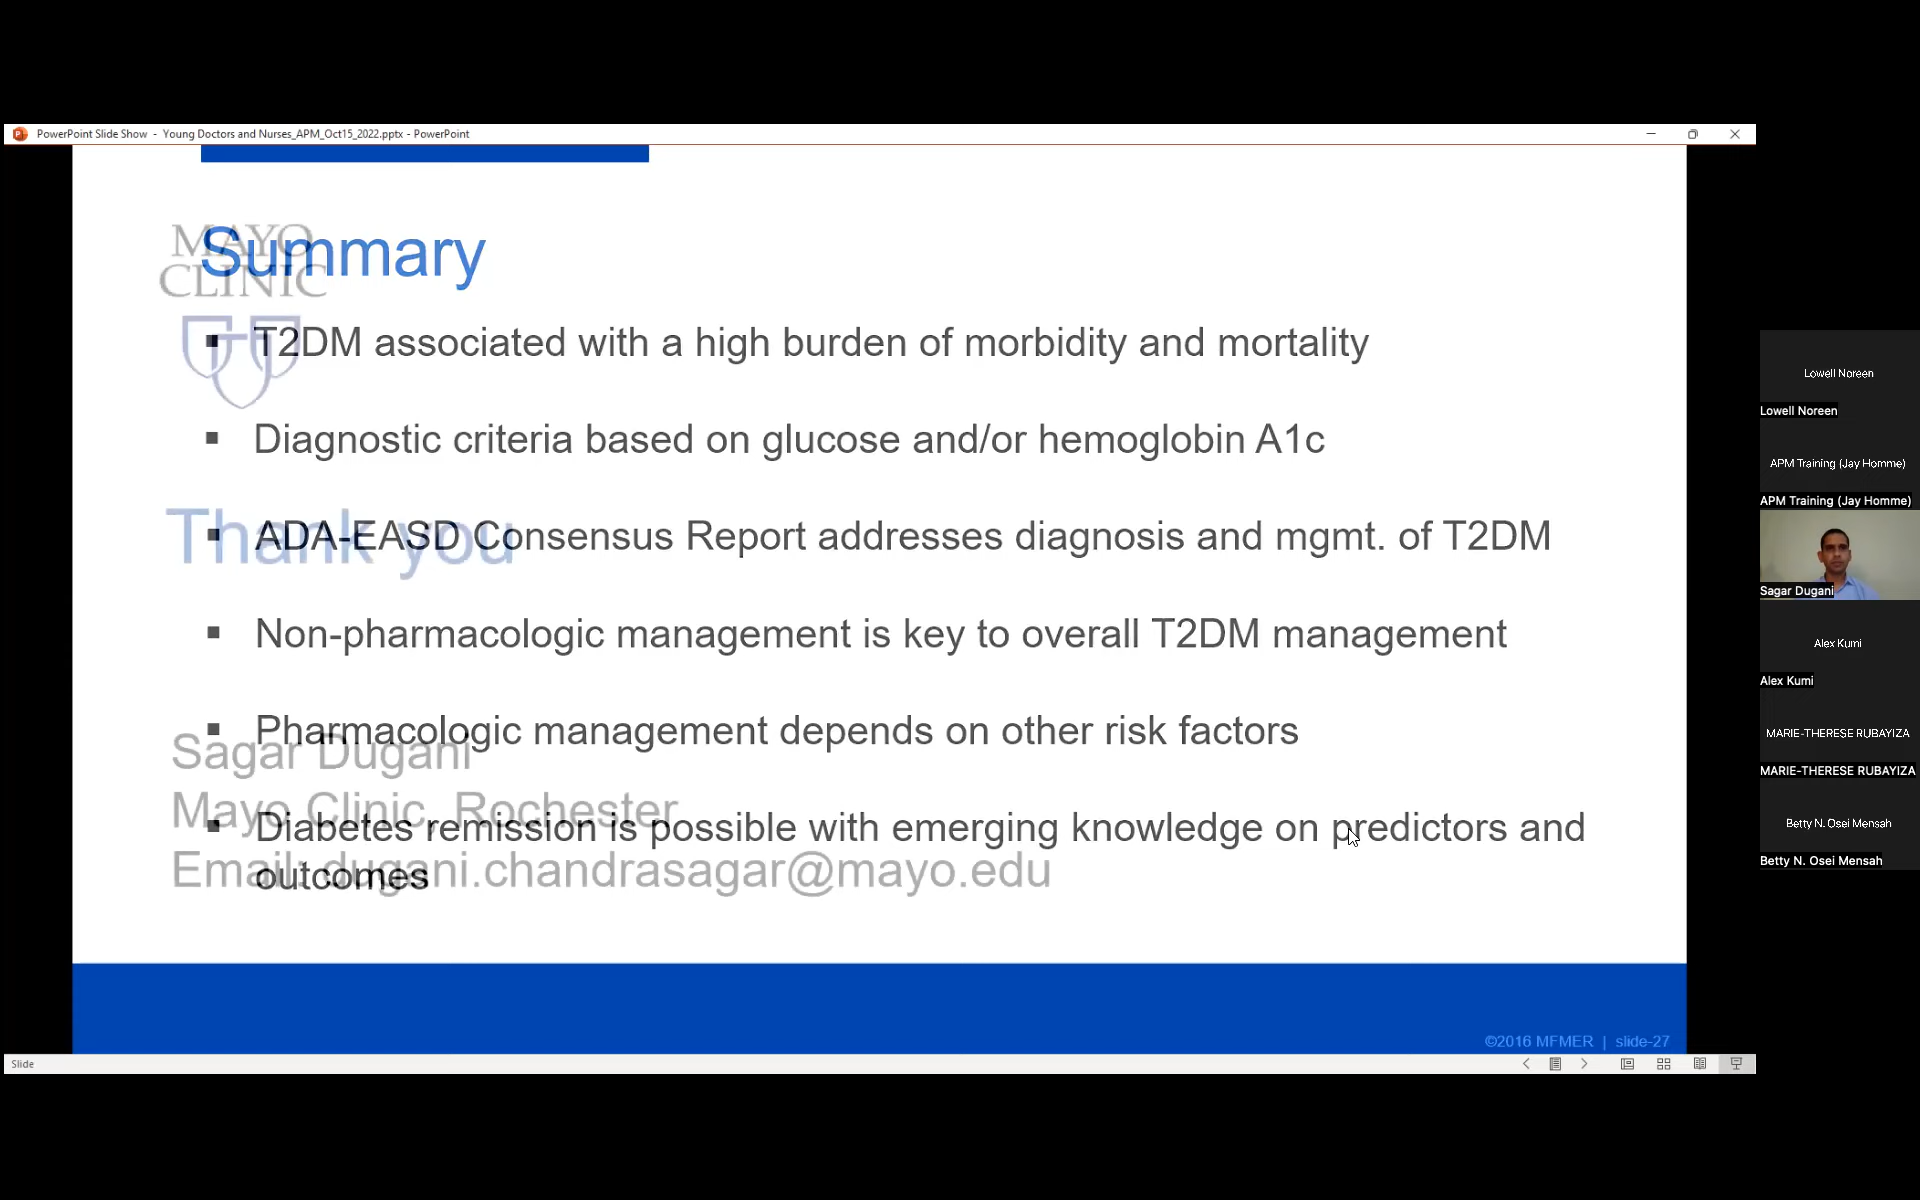 PowerPoint Slide Show - Young Doctors and Nurses_APM_Oct15_2022.pptx - PowerPoint
MAYO
CLINIC
Summary
▪ T2DM associated with a high burden of morbidity and mortality
▪ Diagnostic criteria based on glucose and/or hemoglobin A1c
Thank you
▪ ADA-EASD Consensus Report addresses diagnosis and mgmt. of T2DM
▪ Non-pharmacologic management is key to overall T2DM management
▪ Pharmacologic management depends on other risk factors
Sagar Dugani
Mayo Clinic, Rochester
▪ Diabetes remission is possible with emerging knowledge on predictors and
outcomes
Email: dugani.chandrasagar@mayo.edu
©2016 MFMER | slide-27
Slide
Lowell Noreen
Lowell Noreen
APM Training (Jay Homme)
APM Training (Jay Homme)
Sagar Dugani
Alex Kumi
Alex Kumi
MARIE-THERESE RUBAYIZA
MARIE-THERESE RUBAYIZA
Betty N. Osei Mensah
Betty N. Osei Mensah